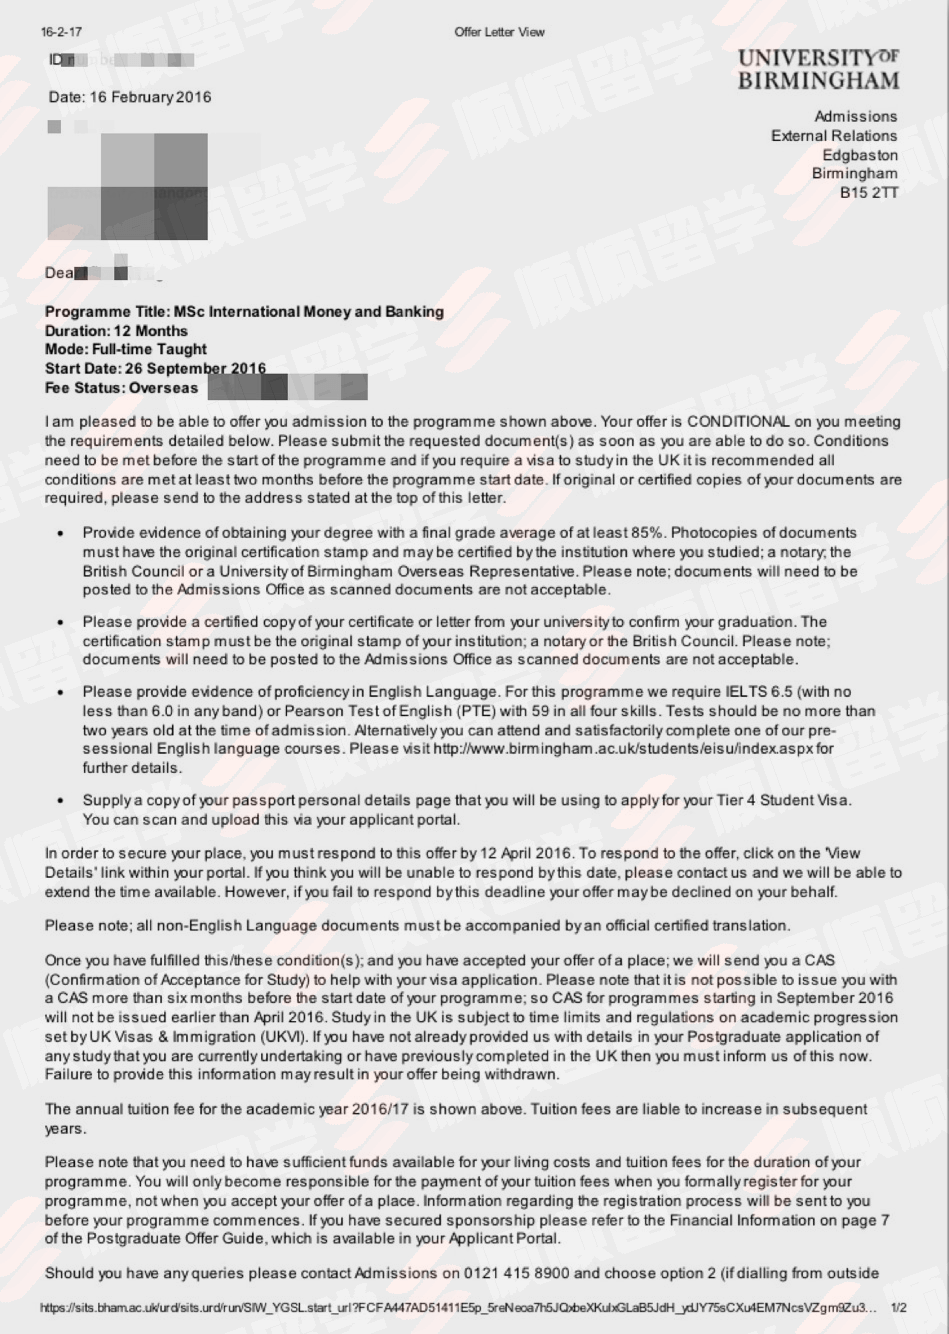 16-2-17
Offer Letter View
ID
UNIVERSITY OF
BIRMINGHAM
Date: 16 February 2016
Admissions
External Relations
Edgbaston
Birmingham
B15 2TT
Dear
Programme Title: MSc International Money and Banking
Duration: 12 Months
Mode: Full-time Taught
Start Date: 26 September 2016
Fee Status: Overseas
I am pleased to be able to offer you admission to the programme shown above. Your offer is CONDITIONAL on you meeting
the requirements detailed below. Please submit the requested document(s) as soon as you are able to do so. Conditions
need to be met before the start of the programme and if you require a visa to study in the UK it is recommended all
conditions are met at least two months before the programme start date. If original or certified copies of your documents are
required, please send to the address stated at the top of this letter.
• Provide evidence of obtaining your degree with a final grade average of at least 85%. Photocopies of documents
must have the original certification stamp and may be certified by the institution where you studied; a notary; the
British Council or a University of Birmingham Overseas Representative. Please note; documents will need to be
posted to the Admissions Office as scanned documents are not acceptable.
• Please provide a certified copy of your certificate or letter from your university to confirm your graduation. The
certification stamp must be the original stamp of your institution; a notary or the British Council. Please note;
documents will need to be posted to the Admissions Office as scanned documents are not acceptable.
• Please provide evidence of proficiency in English Language. For this programme we require IELTS 6.5 (with no
less than 6.0 in any band) or Pearson Test of English (PTE) with 59 in all four skills. Tests should be no more than
two years old at the time of admission. Alternatively you can attend and satisfactorily complete one of our pre-
sessional English language courses. Please visit http://www.birmingham.ac.uk/students/eisu/index.aspx for
further details.
• Supply a copy of your passport personal details page that you will be using to apply for your Tier 4 Student Visa.
You can scan and upload this via your applicant portal.
In order to secure your place, you must respond to this offer by 12 April 2016. To respond to the offer, click on the 'View
Details' link within your portal. If you think you will be unable to respond by this date, please contact us and we will be able to
extend the time available. However, if you fail to respond by this deadline your offer may be declined on your behalf.
Please note; all non-English Language documents must be accompanied by an official certified translation.
Once you have fulfilled this/these condition(s); and you have accepted your offer of a place; we will send you a CAS
(Confirmation of Acceptance for Study) to help with your visa application. Please note that it is not possible to issue you with
a CAS more than six months before the start date of your programme; so CAS for programmes starting in September 2016
will not be issued earlier than April 2016. Study in the UK is subject to time limits and regulations on academic progression
set by UK Visas & Immigration (UKVI). If you have not already provided us with details in your Postgraduate application of
any study that you are currently undertaking or have previously completed in the UK then you must inform us of this now.
Failure to provide this information may result in your offer being withdrawn.
The annual tuition fee for the academic year 2016/17 is shown above. Tuition fees are liable to increase in subsequent
years.
Please note that you need to have sufficient funds available for your living costs and tuition fees for the duration of your
programme. You will only become responsible for the payment of your tuition fees when you formally register for your
programme, not when you accept your offer of a place. Information regarding the registration process will be sent to you
before your programme commences. If you have secured sponsorship please refer to the Financial Information on page 7
of the Postgraduate Offer Guide, which is available in your Applicant Portal.
Should you have any queries please contact Admissions on 0121 415 8900 and choose option 2 (if dialling from outside
https://sits.bham.ac.uk/urd/sits.urd/run/SIW_YGSL.start_url?FCFA447AD51411E5p_5reNeoa7h5JQxbeXKulxGLaB5JdH_ydJY75sCXu4EM7NcsVZgm9Zu3… 1/2
顺顺留学